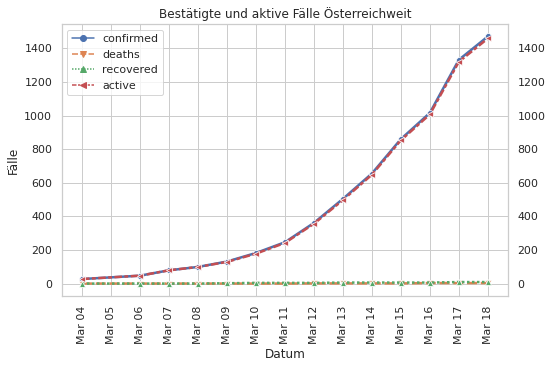 Bestätigte und aktive Fälle Österreichweit
confirmed
deaths
recovered
active
1400
1200
1000
800
600
400
200
0
1400
1200
1000
800
600
400
200
0
Fälle
Mar 04
Mar 05
Mar 06
Mar 07
Mar 08
Mar 09
Mar 10
Mar 11
Mar 12
Mar 13
Mar 14
Mar 15
Mar 16
Mar 17
Mar 18
Datum